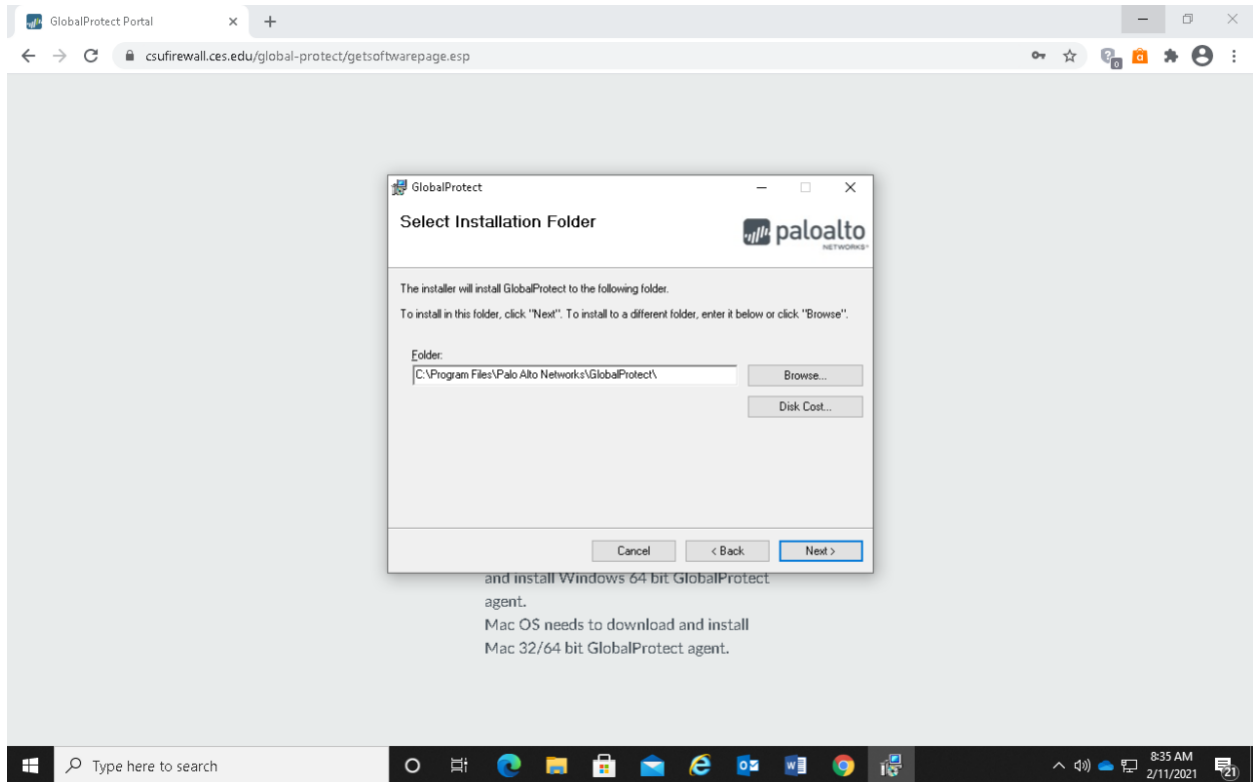 GlobalProtect Portal
csufirewall.ces.edu/global-protect/getsoftwarepage.esp
0
a
GlobalProtect
Select Installation Folder
paloalto
NETWORKS
The installer will install GlobalProtect to the following folder.
To install in this folder, click "Next". To install to a different folder, enter it below or click "Browse".
Folder:
C:\Program Files\Palo Alto Networks\GlobalProtect\
Browse...
Disk Cost...
Cancel
< Back
Next >
and install Windows 64 bit GlobalProtect
agent.
Mac OS needs to download and install
Mac 32/64 bit GlobalProtect agent.
Type here to search
8:35 AM
2/11/2021
21